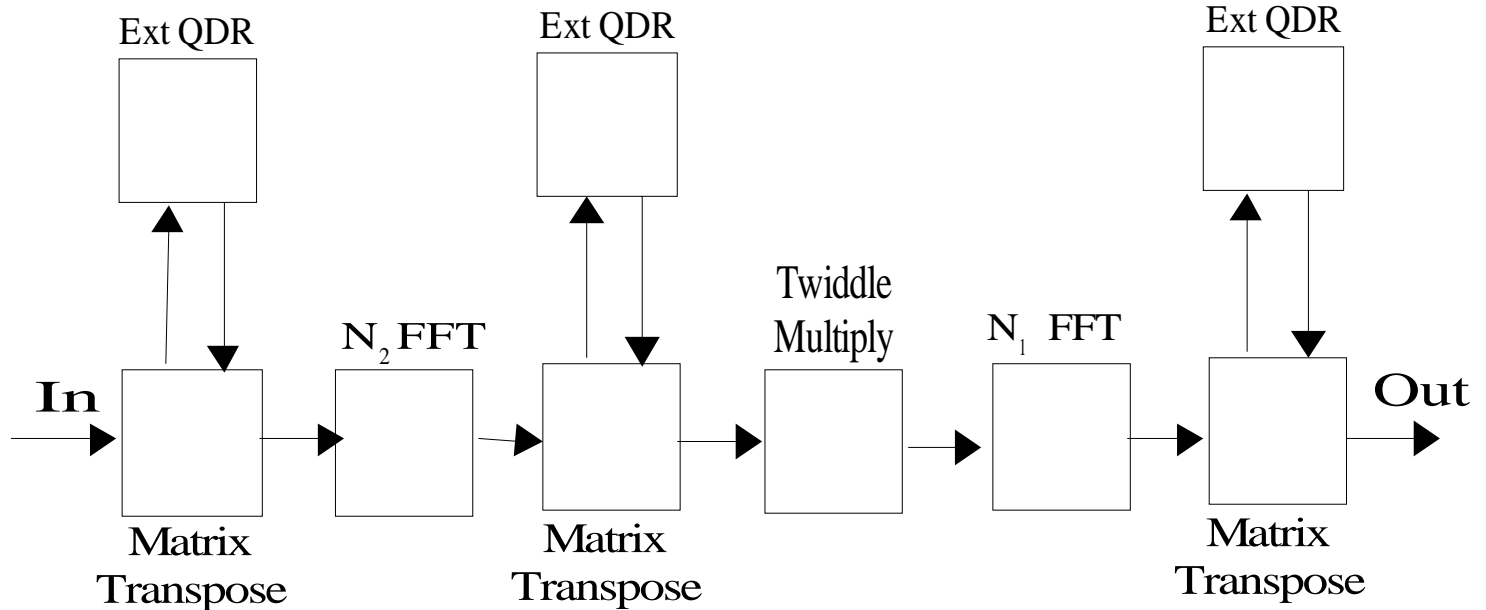 Ext QDR
Ext QDR
Ext QDR
Twiddle
Multiply
N₂ FFT
N₁ FFT
In
Out
Matrix
Transpose
Matrix
Transpose
Matrix
Transpose